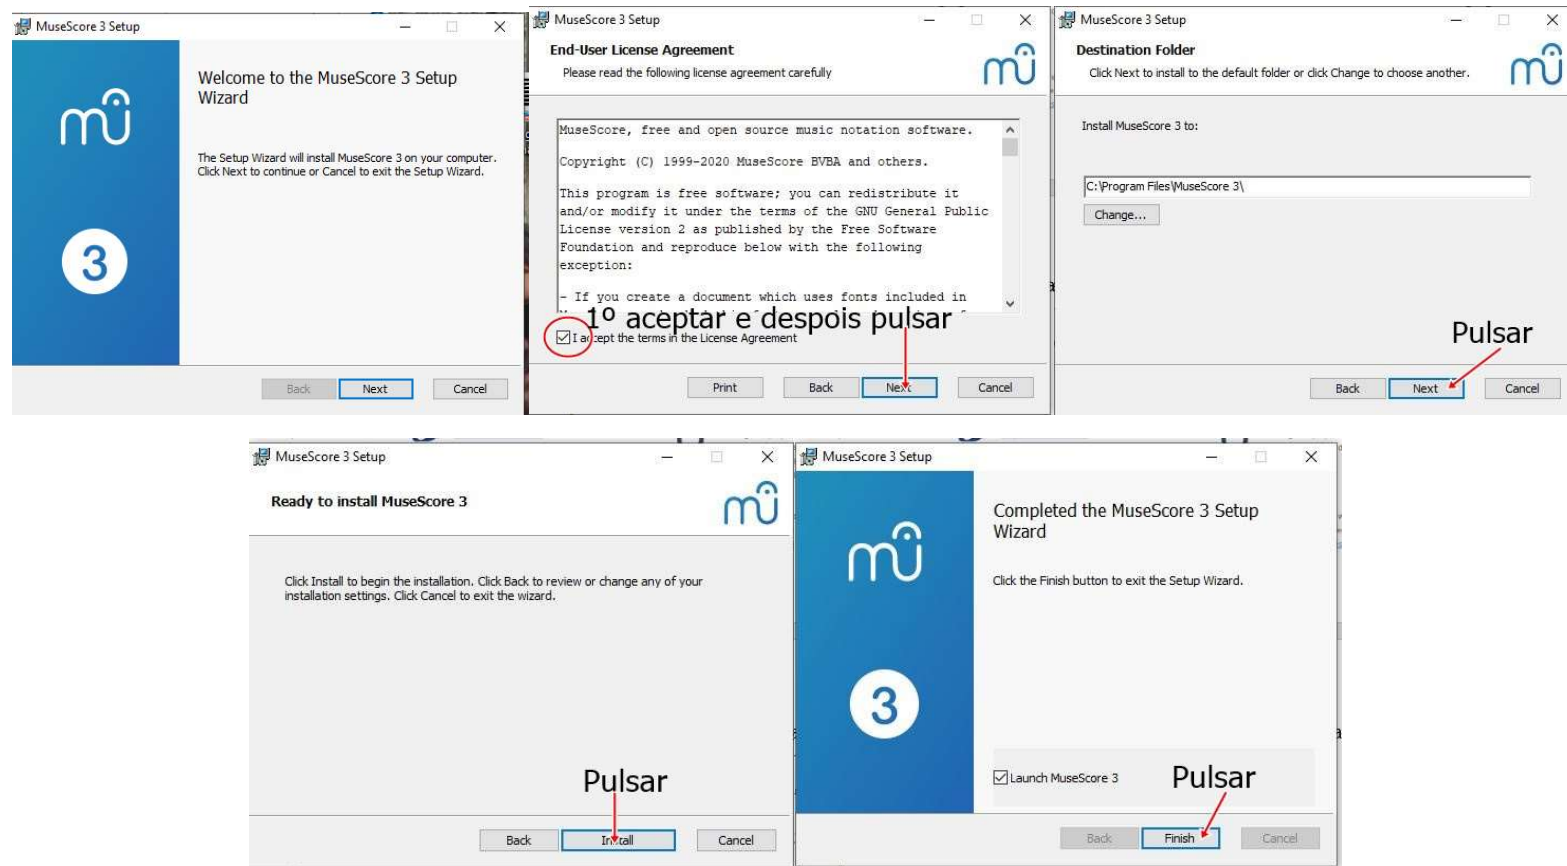 MuseScore 3 Setup
Welcome to the MuseScore 3 Setup
Wizard
The Setup Wizard will install MuseScore 3 on your computer.
Click Next to continue or Cancel to exit the Setup Wizard.
3
Back Next Cancel
MuseScore 3 Setup
End-User License Agreement
Please read the following license agreement carefully
MuseScore, free and open source music notation software.
Copyright (C) 1999-2020 MuseScore BVBA and others.
This program is free software; you can redistribute it
and/or modify it under the terms of the GNU General Public
License version 2 as published by the Free Software
Foundation and reproduce below with the following
exception:
- If you create a document which uses fonts included in
1º aceptar e despois pulsar
I accept the terms in the License Agreement
Print Back Next Cancel
MuseScore 3 Setup
Destination Folder
Click Next to install to the default folder or click Change to choose another.
Install MuseScore 3 to:
C:\Program Files\MuseScore 3\
Change...
Pulsar
Back Next Cancel
MuseScore 3 Setup
Ready to install MuseScore 3
Click Install to begin the installation. Click Back to review or change any of your
installation settings. Click Cancel to exit the wizard.
Pulsar
Back Install Cancel
MuseScore 3 Setup
Completed the MuseScore 3 Setup
Wizard
Click the Finish button to exit the Setup Wizard.
3
Launch MuseScore 3
Pulsar
Back Finish Cancel